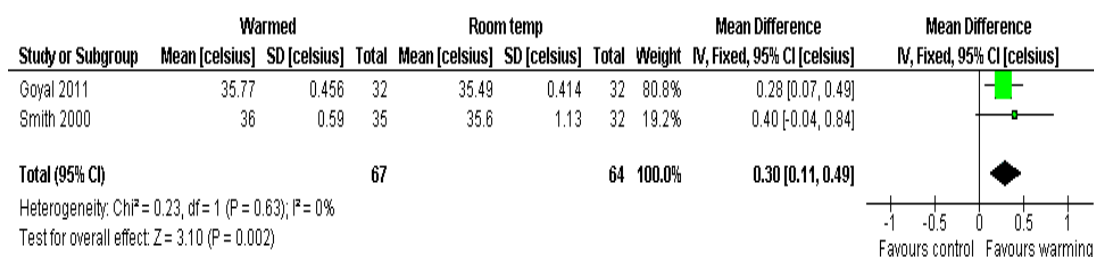 Warmed Room temp Mean Difference Mean Difference
Study or Subgroup Mean [celsius] SD [celsius] Total Mean [celsius] SD [celsius] Total Weight IV, Fixed, 95% CI [celsius] IV, Fixed, 95% CI [celsius]
Goyal 2011 35.77 0.456 32 35.49 0.414 32 80.8% 0.28 [0.07, 0.49]
Smith 2000 36 0.59 35 35.6 1.13 32 19.2% 0.40 [-0.04, 0.84]
Total (95% CI) 67 64 100.0% 0.30 [0.11, 0.49]
Heterogeneity: Chi² = 0.23, df = 1 (P = 0.63); I² = 0%
Test for overall effect: Z = 3.10 (P = 0.002)
-1 -0.5 0 0.5 1
Favours control Favours warming